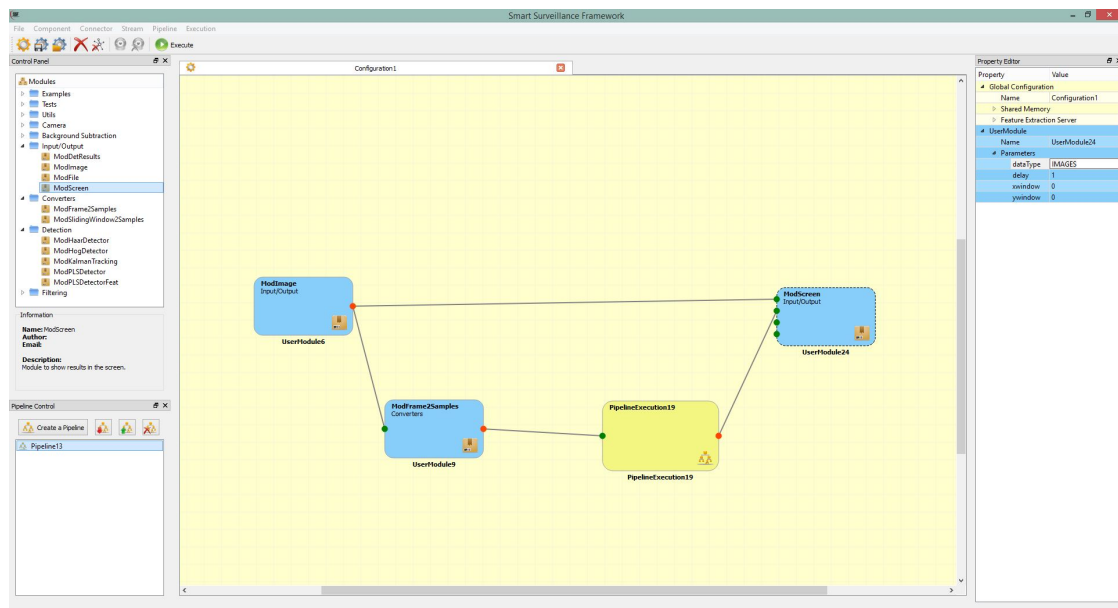 Smart Surveillance Framework
File Component Connector Stream Pipeline Execution
Execute
Control Panel
Modules
Examples
Tests
Utils
Camera
Background Subtraction
Input/Output
ModDetResults
ModImage
ModFile
ModScreen
Converters
ModFrame2Samples
ModSlidingWindow2Samples
Detection
ModHaarDetector
ModHogDetector
ModKalmanTracking
ModPLSDetector
ModPLSDetectorFeat
Filtering
Information
Name: ModScreen
Author:
Email:
Description:
Module to show results in the screen.
Pipeline Control
Create a Pipeline
Pipeline13
Configuration1
ModImage
Input/Output
UserModule6
ModScreen
Input/Output
UserModule24
ModFrame2Samples
Converters
UserModule9
PipelineExecution19
PipelineExecution19
Property Editor
Property Value
Global Configuration
Name Configuration1
Shared Memory
Feature Extraction Server
UserModule
Name UserModule24
Parameters
dataType IMAGES
delay 1
xwindow 0
ywindow 0